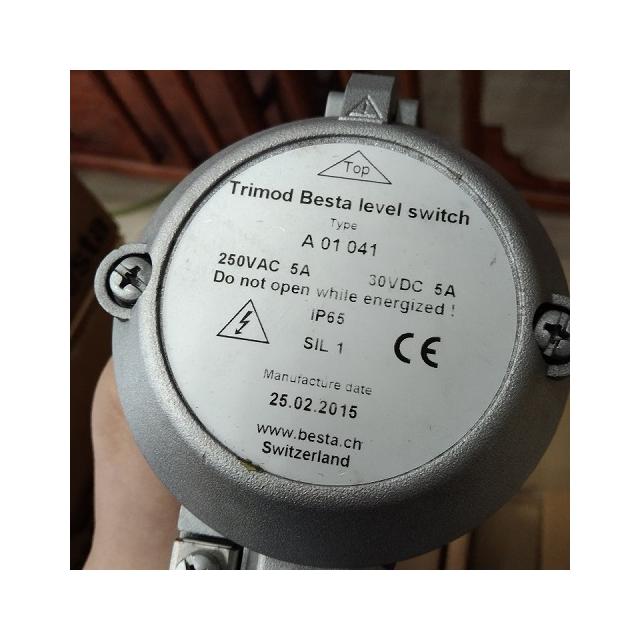 Top
Trimod Besta level switch
Type
A 01 041
250VAC 5A 30VDC 5A
Do not open while energized !
IP65
SIL 1
CE
Manufacture date
25.02.2015
www.besta.ch
Switzerland
Besta